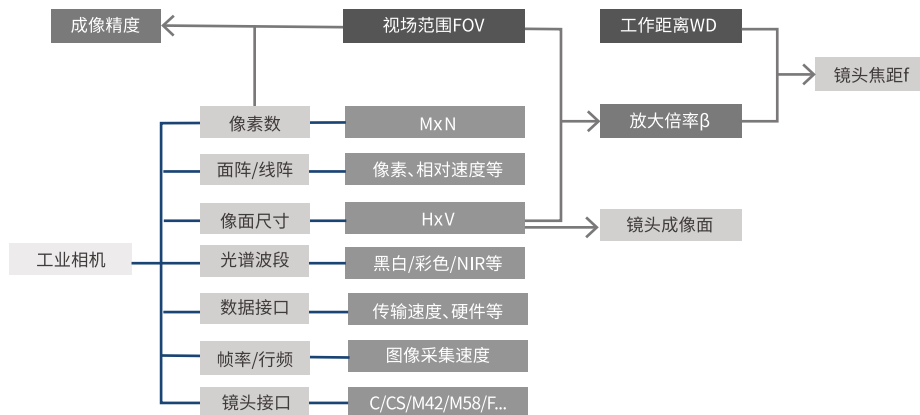 成像精度
视场范围FOV
工作距离WD
镜头焦距f
像素数
MxN
放大倍率β
面阵/线阵
像素、相对速度等
像面尺寸
HxV
镜头成像面
工业相机
光谱波段
黑白/彩色/NIR等
数据接口
传输速度、硬件等
帧率/行频
图像采集速度
镜头接口
C/CS/M42/M58/F...